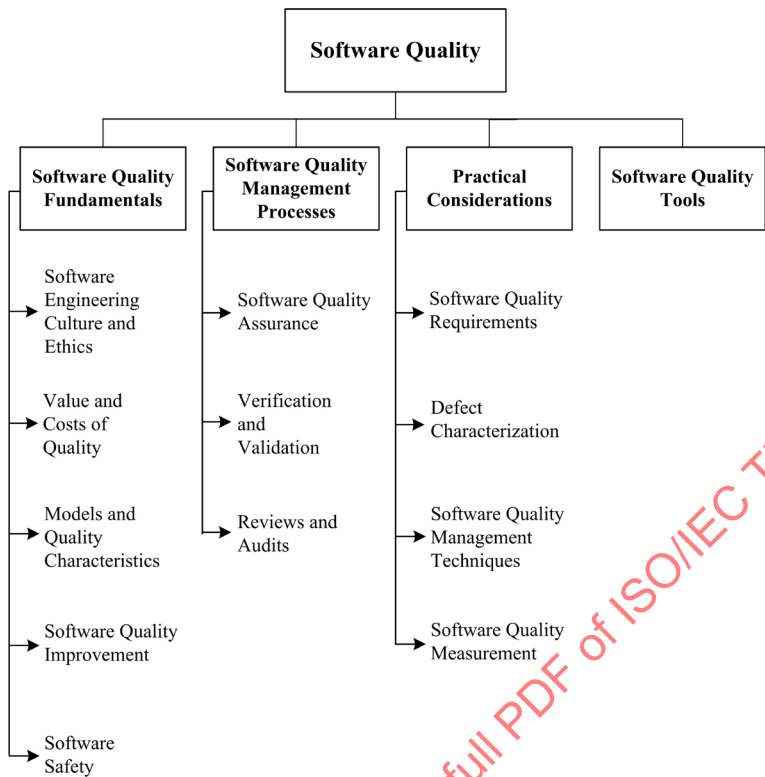 Software Quality
Software Quality
Fundamentals
Software
Engineering
Culture and
Ethics
Value and
Costs of
Quality
Models and
Quality
Characteristics
Software Quality
Improvement
Software
Safety
Software Quality
Management
Processes
Software Quality
Assurance
Verification
and
Validation
Reviews and
Audits
Practical
Considerations
Software Quality
Requirements
Defect
Characterization
Software Quality
Management
Techniques
Software Quality
Measurement
Software Quality
Tools
full PDF of ISO/IEC